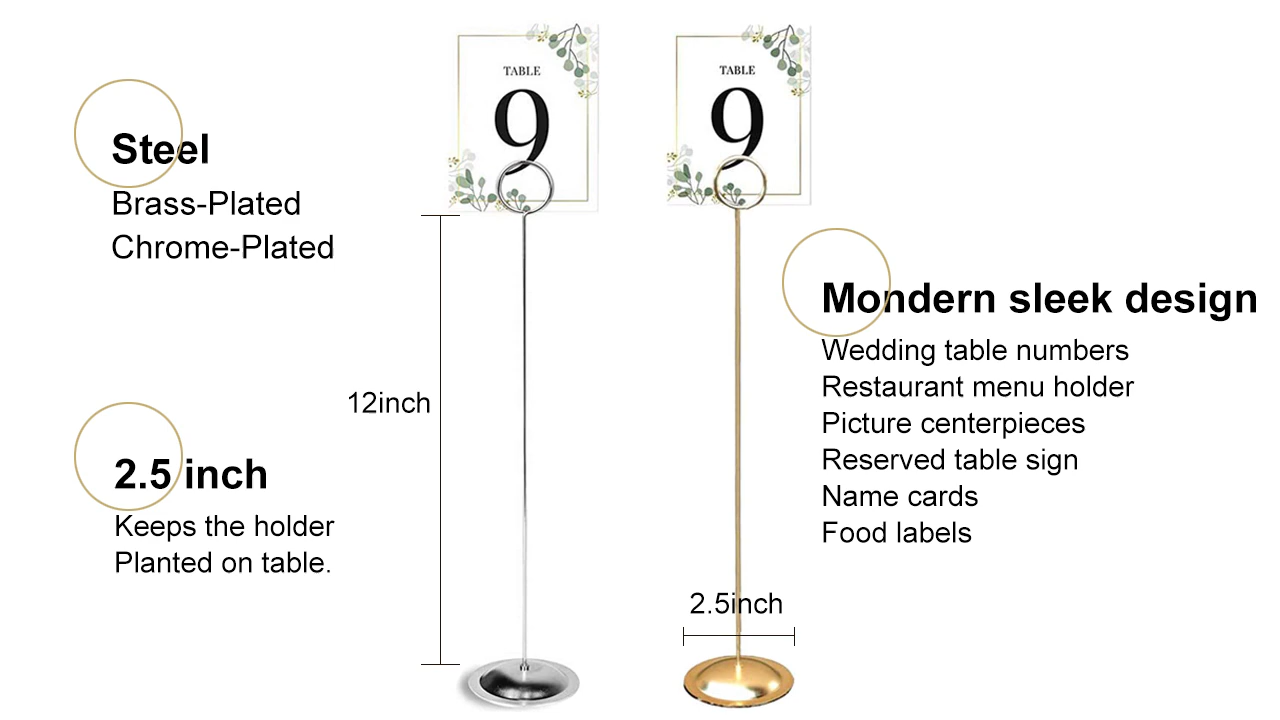 TABLE
9
TABLE
9
Steel
Brass-Plated
Chrome-Plated
12inch
2.5 inch
Keeps the holder
Planted on table.
Mondern sleek design
Wedding table numbers
Restaurant menu holder
Picture centerpieces
Reserved table sign
Name cards
Food labels
2.5inch